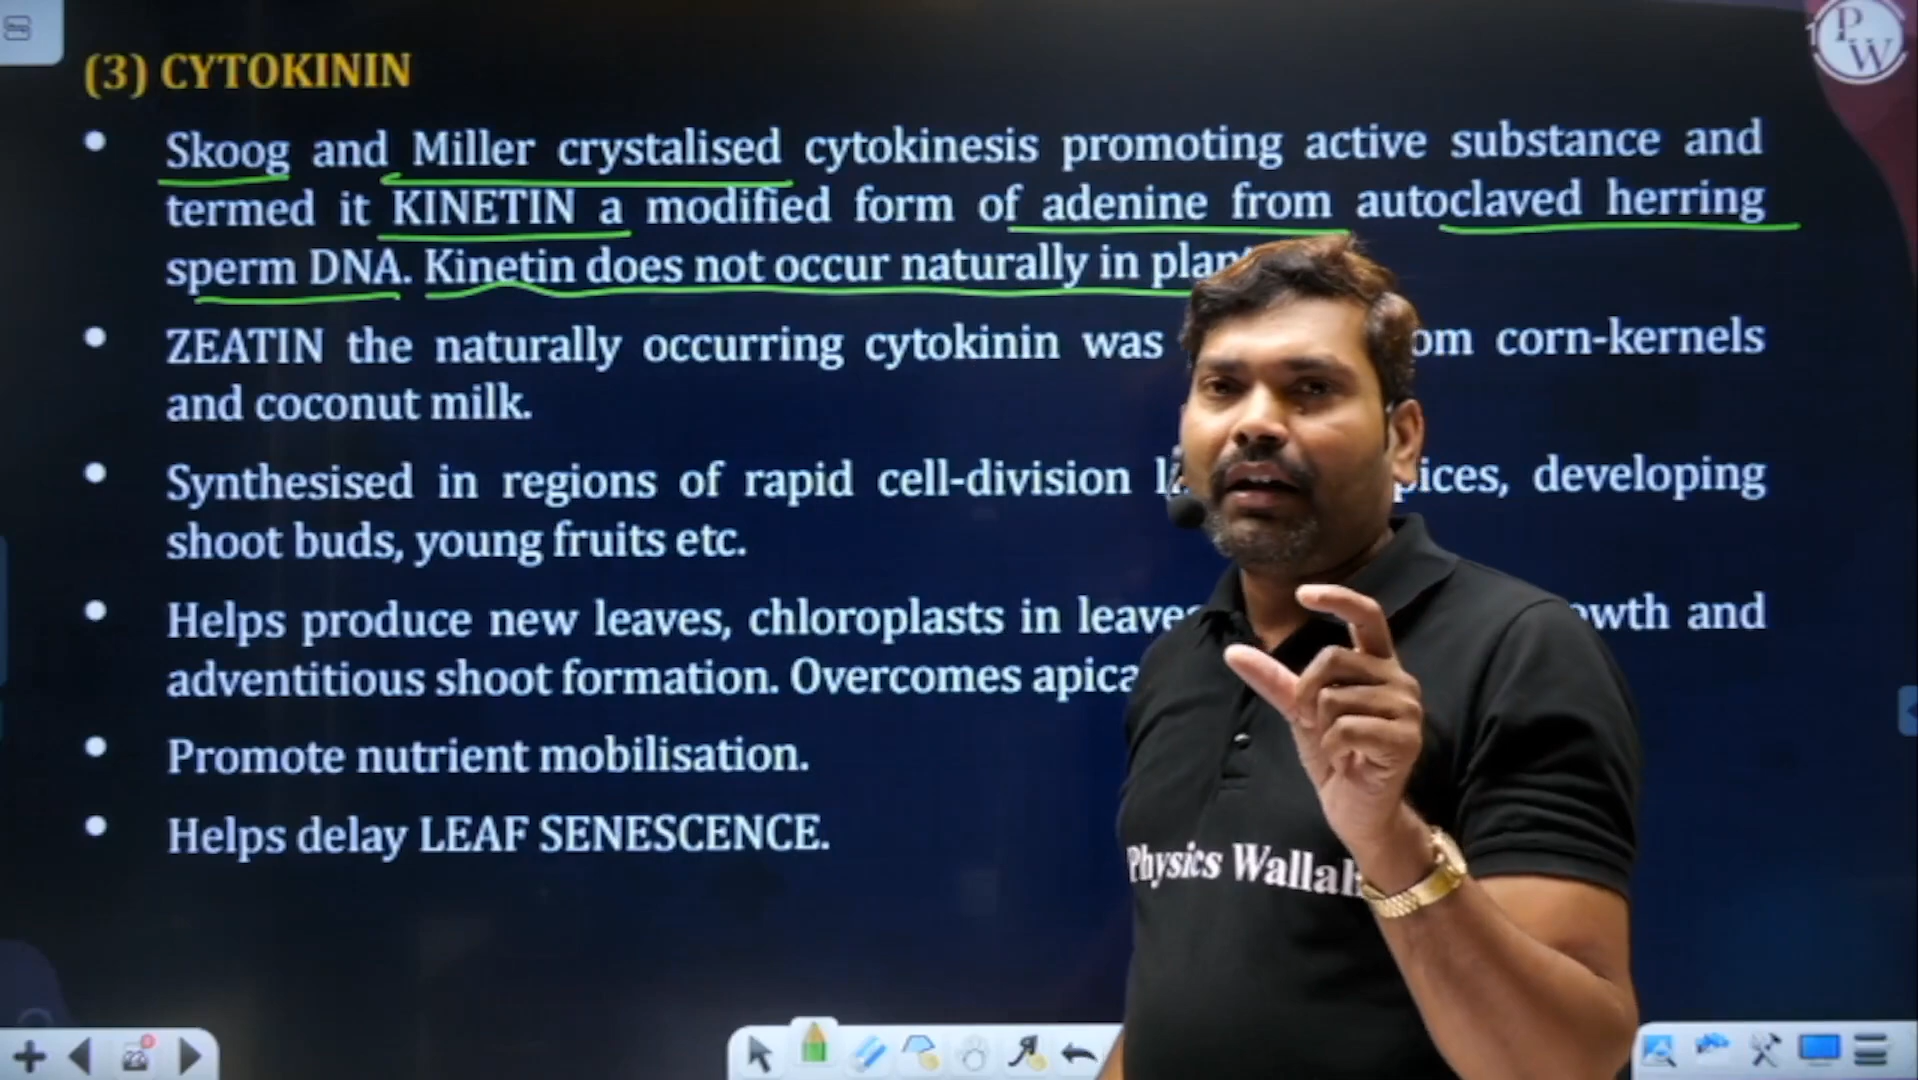 (3) CYTOKININ
Skoog and Miller crystalised cytokinesis promoting active substance and
termed it KINETIN a modified form of adenine from autoclaved herring
sperm DNA. Kinetin does not occur naturally in
ZEATIN the naturally occurring cytokinin was corn-kernels
and coconut milk.
Synthesised in regions of rapid cell-division developing
shoot buds, young fruits etc.
Helps produce new leaves, chloroplasts in and
adventitious shoot formation. Overcomes
Promote nutrient mobilisation.
Helps delay LEAF SENESCENCE.
Physics Wallah
PW